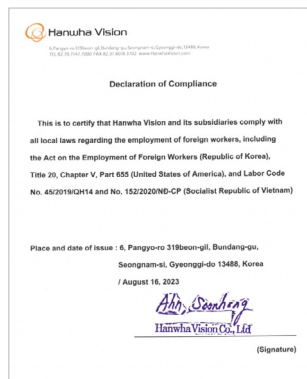 Hanwha Vision
6,Pangyo-ro 319beon-gil, Bundang-gu, Seongnam-si, Gyeonggi-do, 13488, Korea
Declaration of Compliance
This is to certify that Hanwha Vision and its subsidiaries comply with
all local laws regarding the employment of foreign workers, including
the Act on the Employment of Foreign Workers (Republic of Korea),
Title 20, Chapter V, Part 655 (United States of America), and Labor Code
No. 45/2019/QH14 and No. 152/2020/NĐ-CP (Socialist Republic of Vietnam)
Place and date of issue : 6, Pangyo-ro 319beon-gil, Bundang-gu,
Seongnam-si, Gyeonggi-do 13488, Korea
/ August 16, 2023
Ahn, Soonhong
Hanwha Vision Co., Ltd
(Signature)